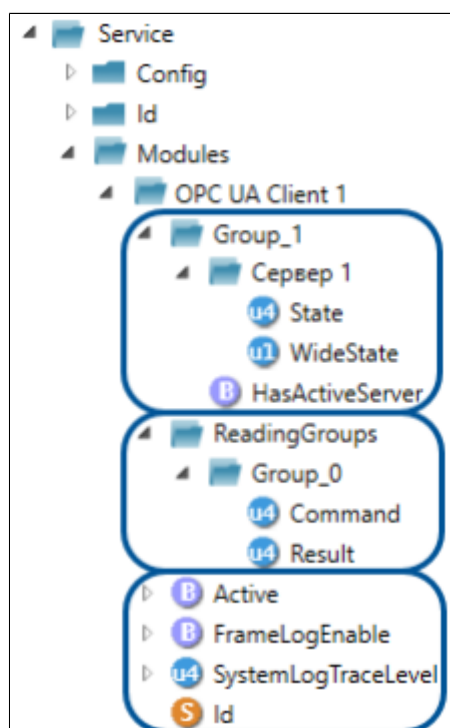 Service
Config
Id
Modules
OPC UA Client 1
Group_1
Сервер 1
u4 State
u1 WideState
B HasActiveServer
ReadingGroups
Group_0
u4 Command
u4 Result
B Active
B FrameLogEnable
u4 SystemLogTraceLevel
S Id